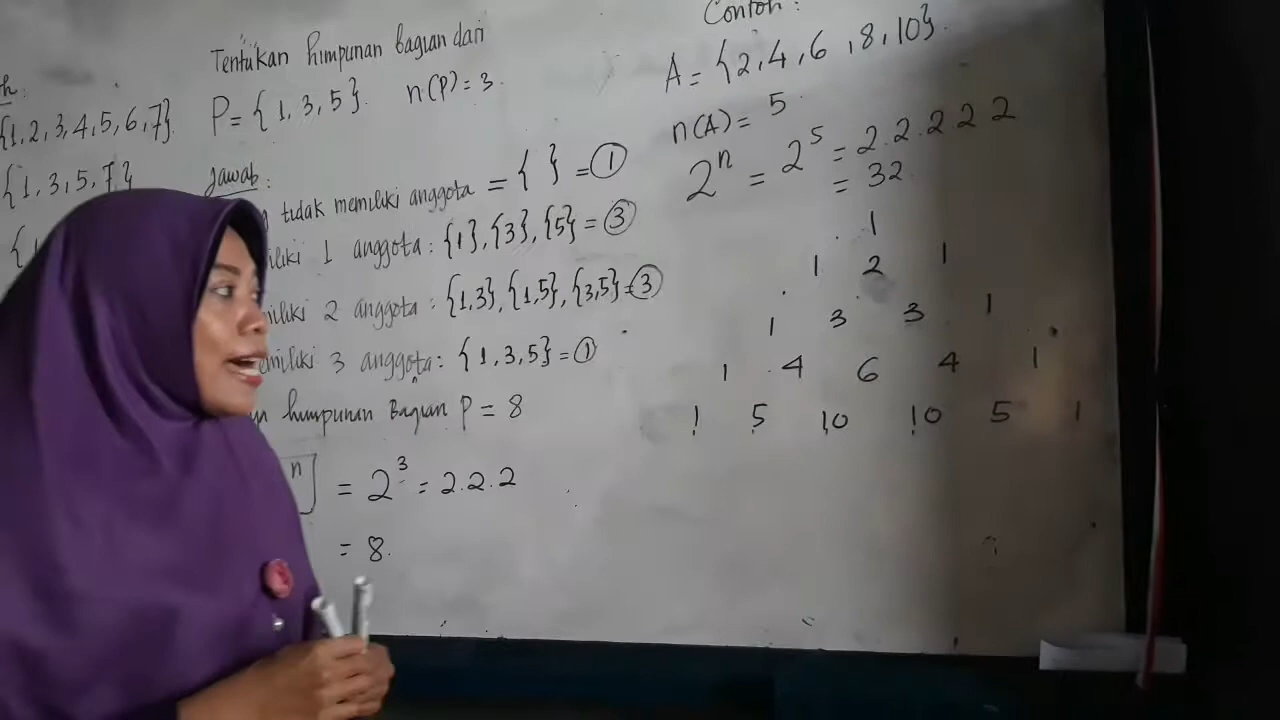 {1,2,3,4,5,6,7}
{1,3,5,7}
Tentukan himpunan bagian dari
P = {1,3,5} n(P) = 3
Jawab:
tidak memiliki anggota = { } = 1
1 anggota : {1}, {3}, {5} = 3
2 anggota : {1,3}, {1,5}, {3,5} = 3
3 anggota : {1,3,5} = 1
himpunan Bagian P = 8
n = 2³ = 2.2.2
= 8.
Contoh :
A = {2,4,6,8,10}
n(A) = 5
2ⁿ = 2⁵ = 2.2.2 2 2
= 32
1
1 2 1
1 3 3 1
1 4 6 4 1
1 5 10 10 5 1